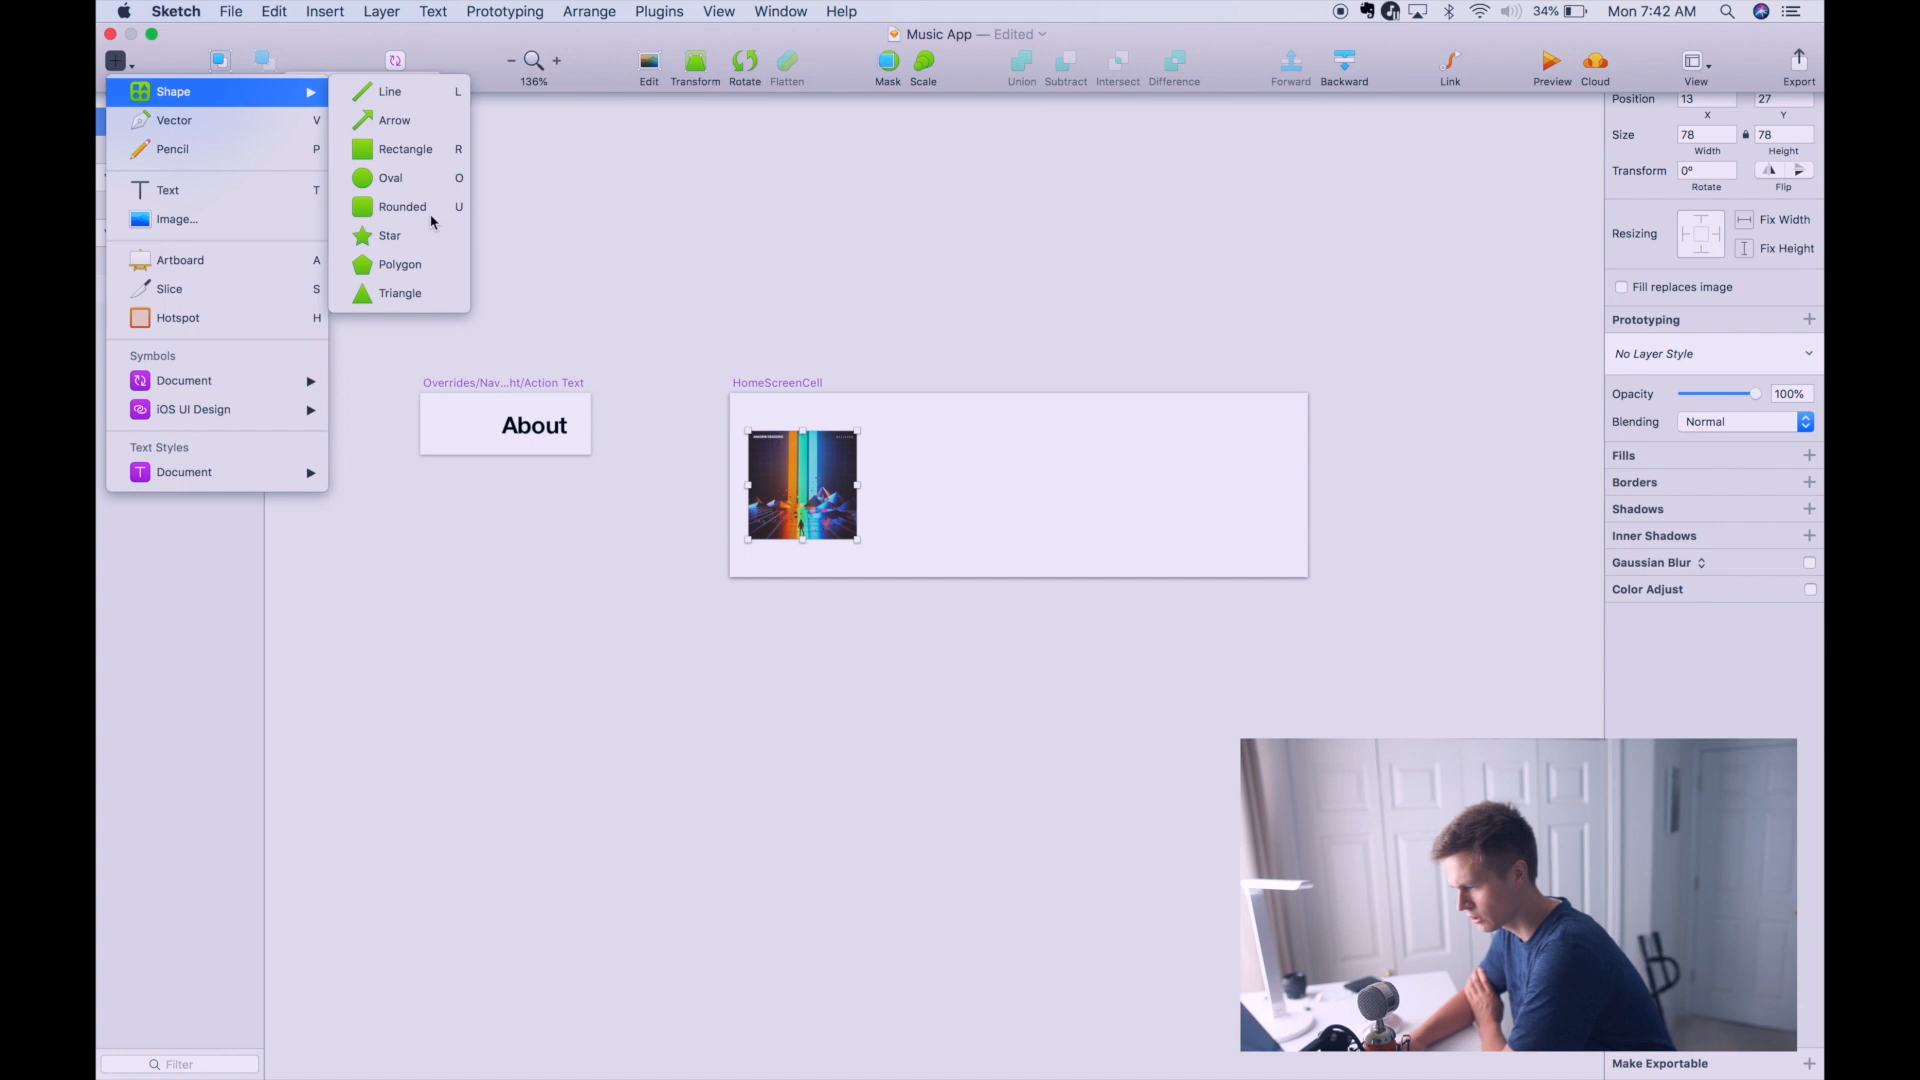 Sketch File Edit Insert Layer Text Prototyping Arrange Plugins View Window Help 34% Mon 7:42 AM
Music App — Edited
136% Edit Transform Rotate Flatten Mask Scale Union Subtract Intersect Difference Forward Backward Link Preview Cloud View Export
Shape
Vector V
Pencil P
Text T
Image...
Artboard A
Slice S
Hotspot H
Symbols
Document
iOS UI Design
Text Styles
Document
Line L
Arrow
Rectangle R
Oval O
Rounded U
Star
Polygon
Triangle
Overrides/Nav...ht/Action Text
About
HomeScreenCell
Position 13 27
X Y
Size 78 78
Width Height
Transform 0°
Rotate Flip
Resizing
Fix Width
Fix Height
Fill replaces image
Prototyping
No Layer Style
Opacity 100%
Blending Normal
Fills
Borders
Shadows
Inner Shadows
Gaussian Blur
Color Adjust
Make Exportable
Filter